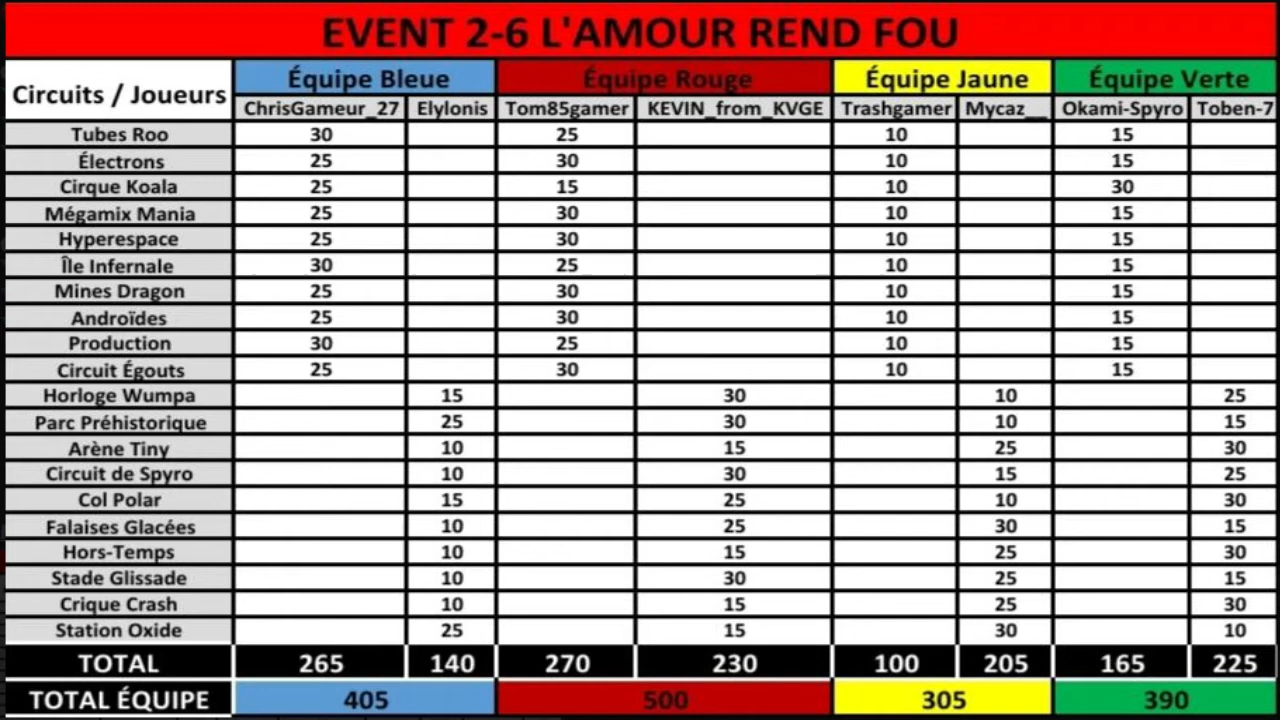 EVENT 2-6 L'AMOUR REND FOU
Circuits / Joueurs Équipe Bleue Équipe Rouge Équipe Jaune Équipe Verte
ChrisGameur_27 Elylonis Tom85gamer KEVIN_from_KVGE Trashgamer Mycaz__ Okami-Spyro Toben-7
Tubes Roo 30 25 10 15
Électrons 25 30 10 15
Cirque Koala 25 15 10 30
Mégamix Mania 25 30 10 15
Hyperespace 25 30 10 15
Île Infernale 30 25 10 15
Mines Dragon 25 30 10 15
Androïdes 25 30 10 15
Production 30 25 10 15
Circuit Égouts 25 30 10 15
Horloge Wumpa 15 30 10 25
Parc Préhistorique 25 30 10 15
Arène Tiny 10 15 25 30
Circuit de Spyro 10 30 15 25
Col Polar 15 25 10 30
Falaises Glacées 10 25 30 15
Hors-Temps 10 15 25 30
Stade Glissade 10 30 25 15
Crique Crash 10 15 25 30
Station Oxide 25 15 30 10
TOTAL 265 140 270 230 100 205 165 225
TOTAL ÉQUIPE 405 500 305 390